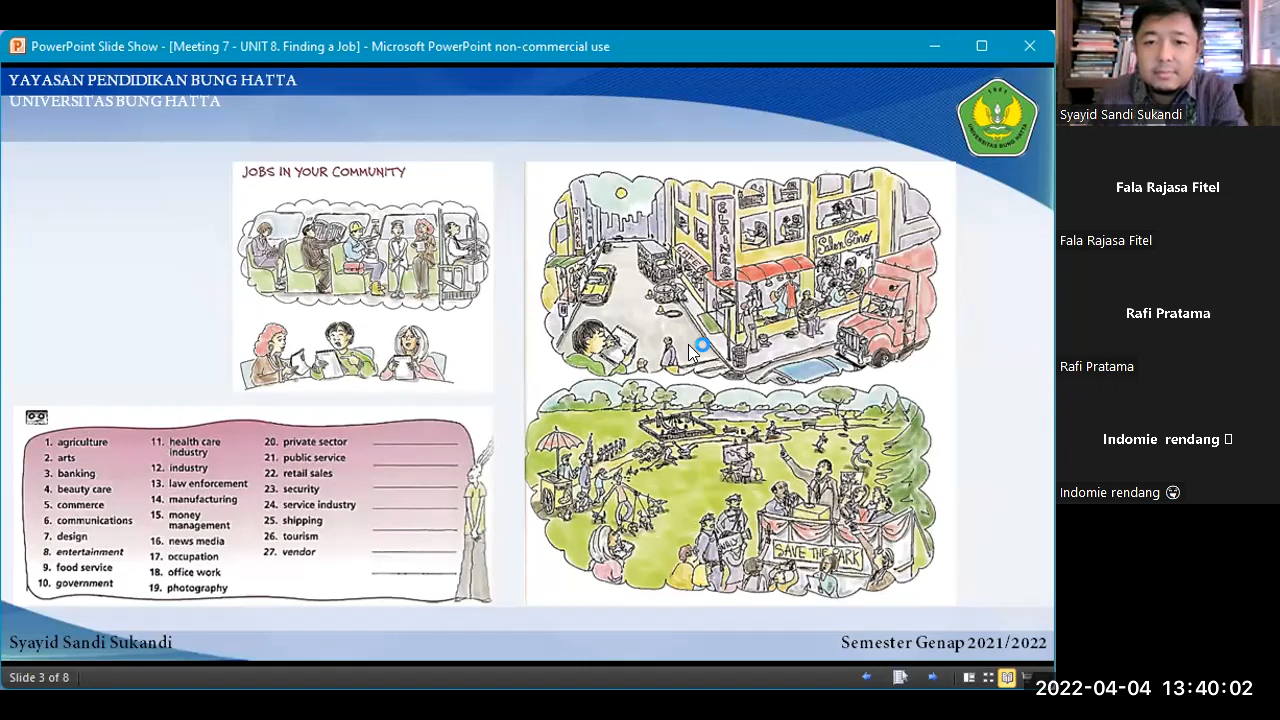 PowerPoint Slide Show - [Meeting 7 - UNIT 8. Finding a Job] - Microsoft PowerPoint non-commercial use
YAYASAN PENDIDIKAN BUNG HATTA
UNIVERSITAS BUNG HATTA
JOBS IN YOUR COMMUNITY
1. agriculture
2. arts
3. banking
4. beauty care
5. commerce
6. communications
7. design
8. entertainment
9. food service
10. government
11. health care
industry
12. industry
13. law enforcement
14. manufacturing
15. money
management
16. news media
17. occupation
18. office work
19. photography
20. private sector
21. public service
22. retail sales
23. security
24. service industry
25. shipping
26. tourism
27. vendor
ELAINE'S
Salon Gino
SAVE THE PARK
Syayid Sandi Sukandi
Semester Genap 2021/2022
Slide 3 of 8
Syayid Sandi Sukandi
Fala Rajasa Fitel
Fala Rajasa Fitel
Rafi Pratama
Rafi Pratama
Indomie rendang
Indomie rendang 😛
2022-04-04 13:40:02